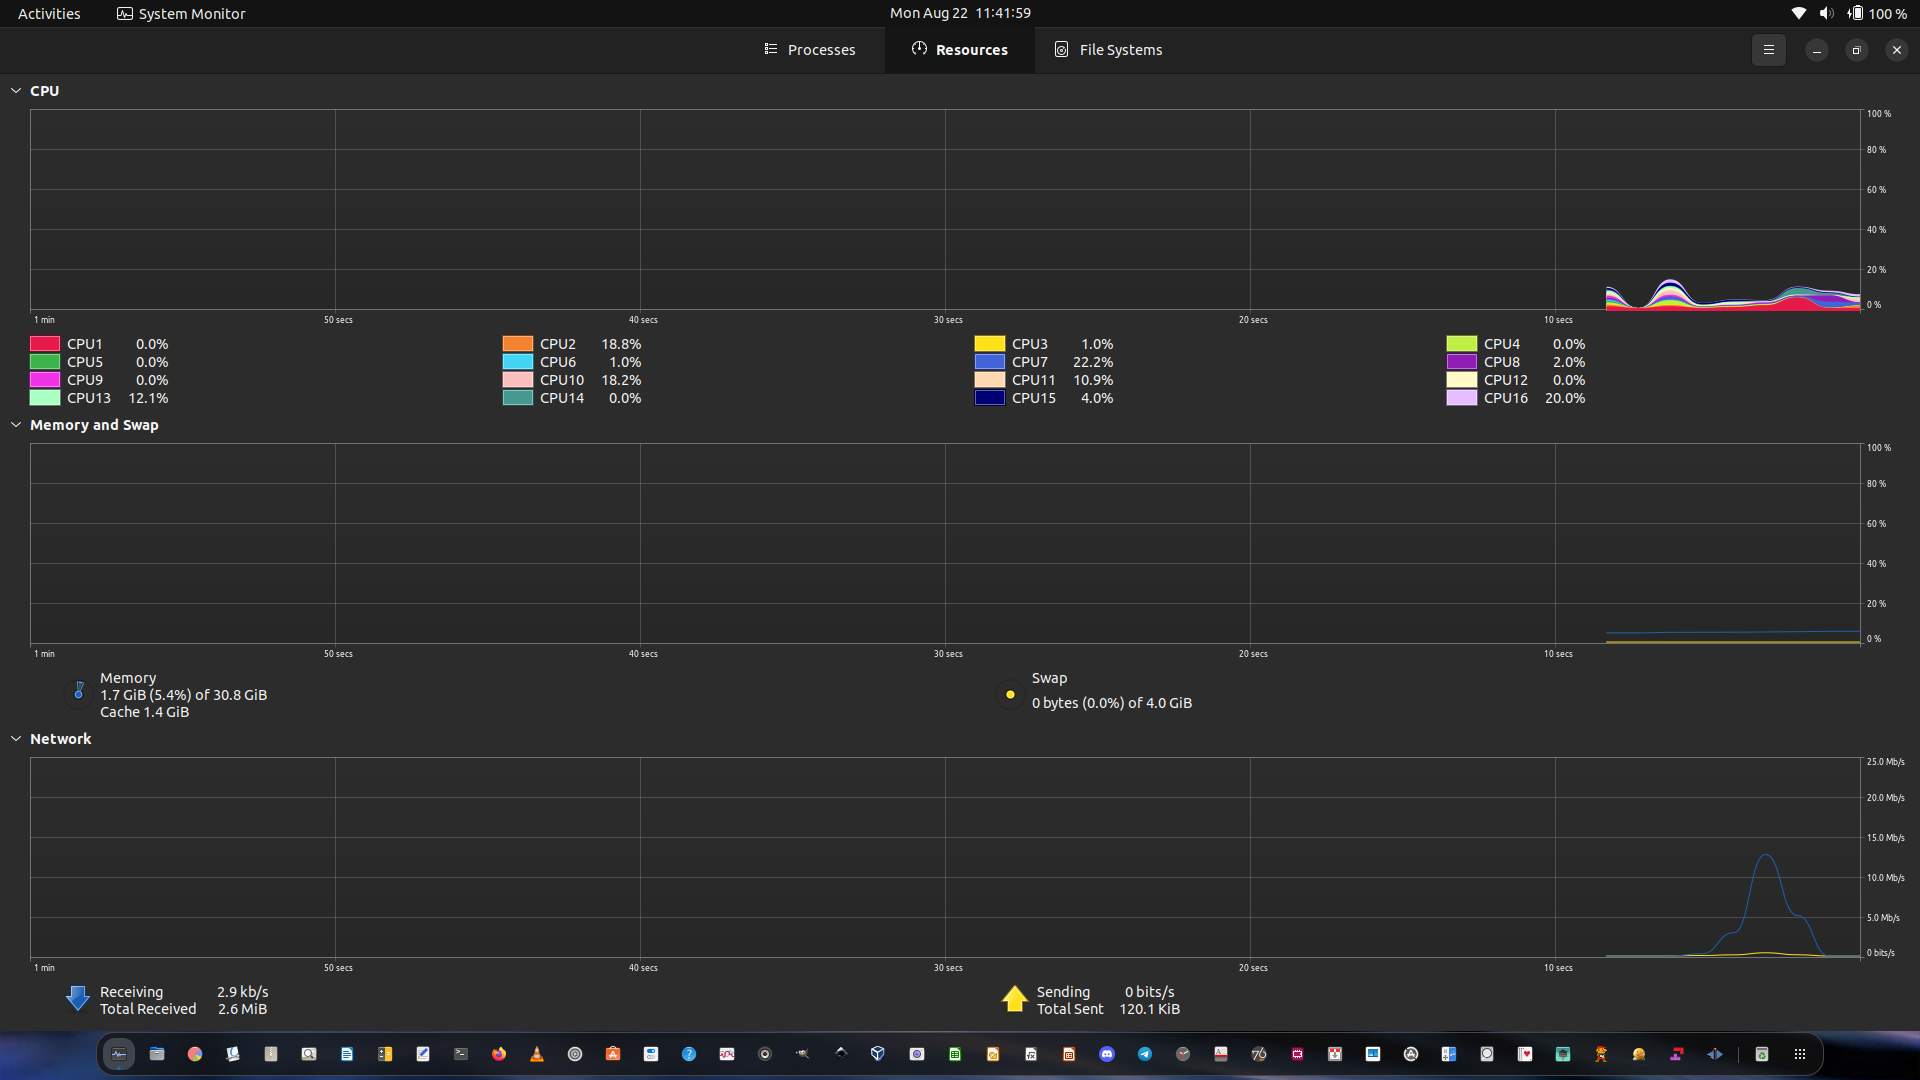 Activities System Monitor Mon Aug 22 11:41:59 100 %
Processes Resources File Systems
CPU
100 %
80 %
60 %
40 %
20 %
0 %
1 min 50 secs 40 secs 30 secs 20 secs 10 secs
CPU1 0.0% CPU2 18.8% CPU3 1.0% CPU4 0.0%
CPU5 0.0% CPU6 1.0% CPU7 22.2% CPU8 2.0%
CPU9 0.0% CPU10 18.2% CPU11 10.9% CPU12 0.0%
CPU13 12.1% CPU14 0.0% CPU15 4.0% CPU16 20.0%
Memory and Swap
100 %
80 %
60 %
40 %
20 %
0 %
1 min 50 secs 40 secs 30 secs 20 secs 10 secs
Memory
1.7 GiB (5.4%) of 30.8 GiB
Cache 1.4 GiB
Swap
0 bytes (0.0%) of 4.0 GiB
Network
25.0 Mb/s
20.0 Mb/s
15.0 Mb/s
10.0 Mb/s
5.0 Mb/s
0 bits/s
1 min 50 secs 40 secs 30 secs 20 secs 10 secs
Receiving 2.9 kb/s
Total Received 2.6 MiB
Sending 0 bits/s
Total Sent 120.1 KiB
76